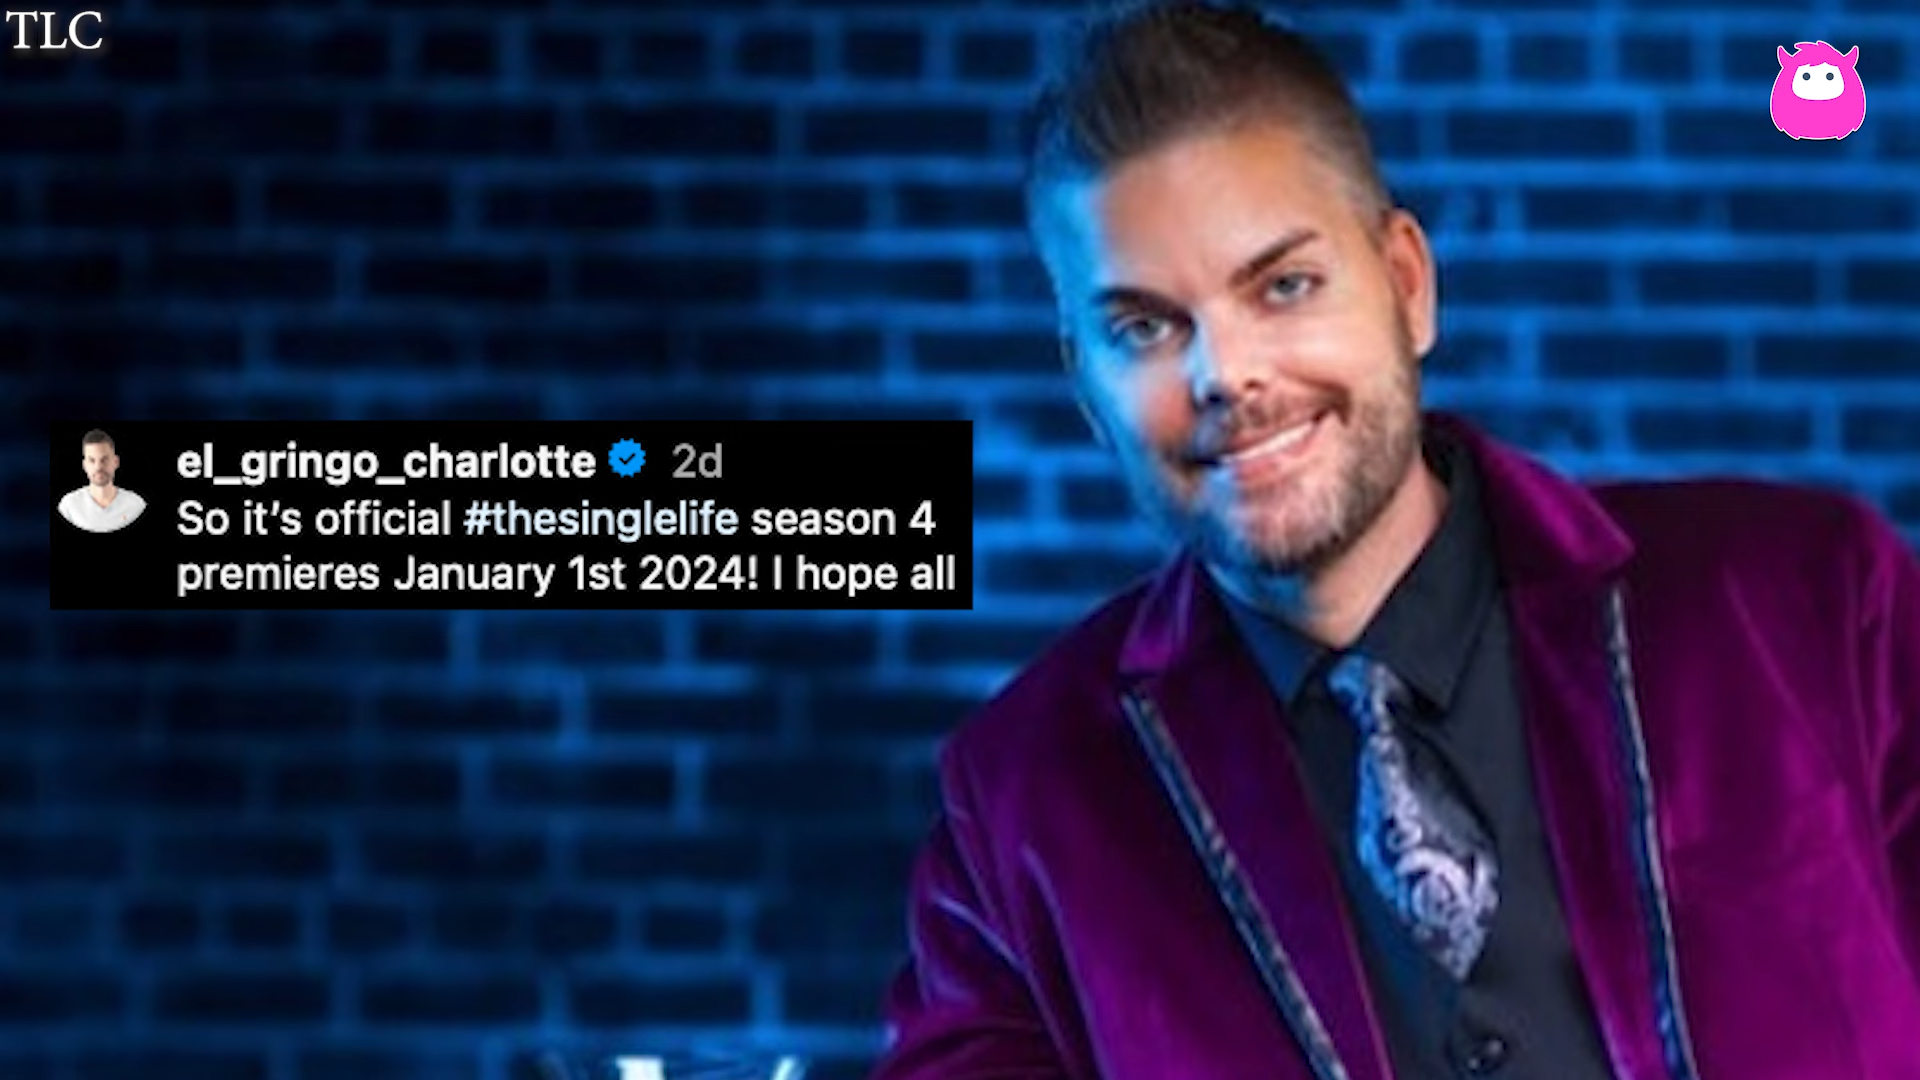 TLC
el_gringo_charlotte 2d
So it's official #thesinglelife season 4
premieres January 1st 2024! I hope all